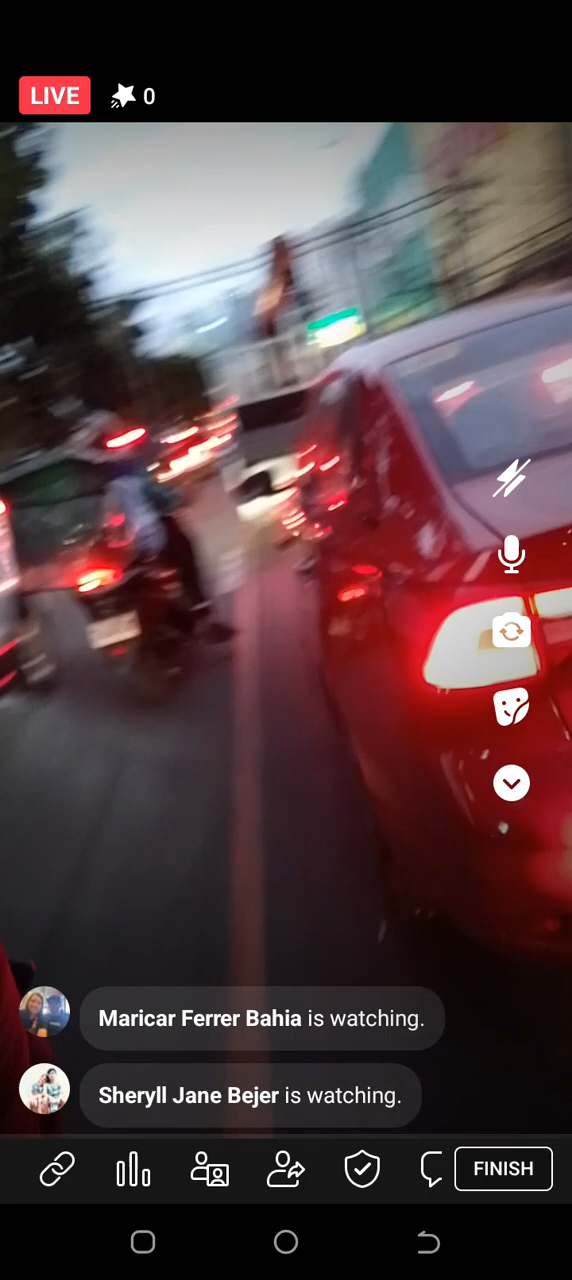 LIVE
0
Maricar Ferrer Bahia is watching.
Sheryll Jane Bejer is watching.
FINISH